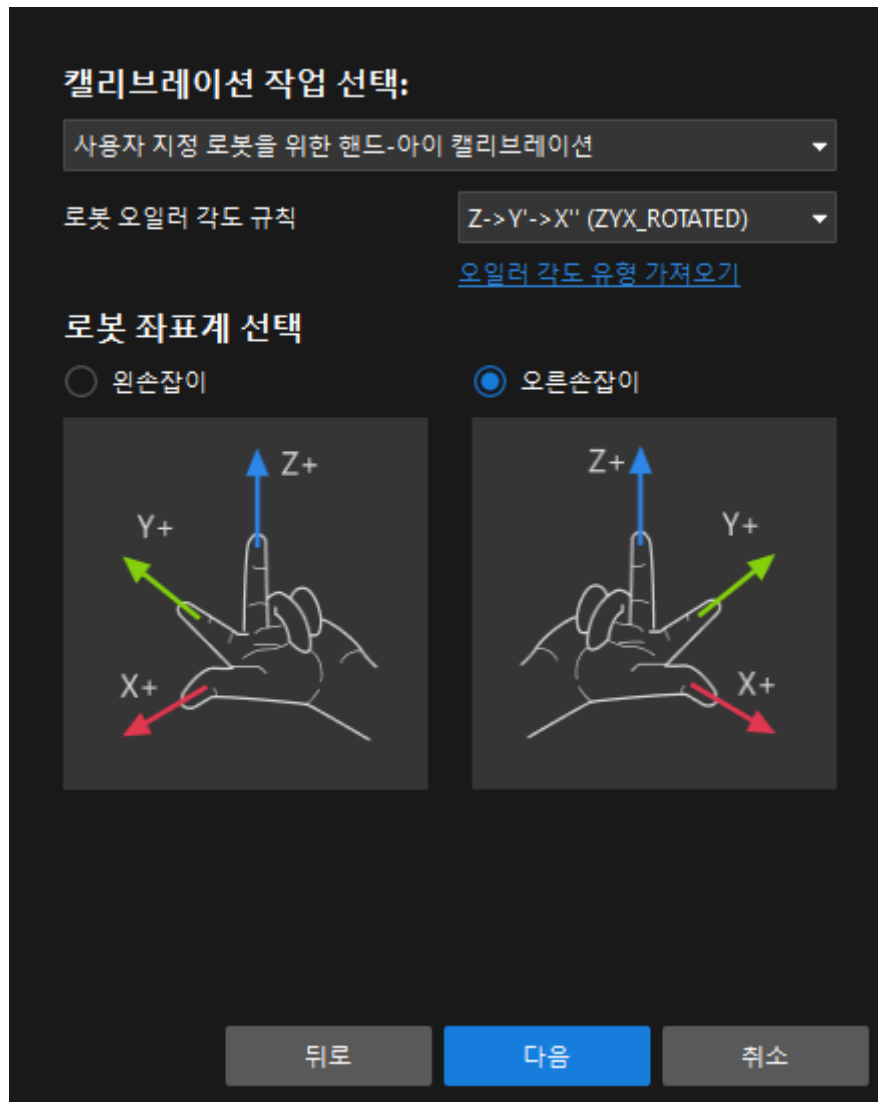 캘리브레이션 작업 선택:
사용자 지정 로봇을 위한 핸드-아이 캘리브레이션
로봇 오일러 각도 규칙 Z->Y'->X'' (ZYX_ROTATED)
오일러 각도 유형 가져오기
로봇 좌표계 선택
왼손잡이 오른손잡이
Z+ Z+
Y+ Y+
X+ X+
뒤로 다음 취소